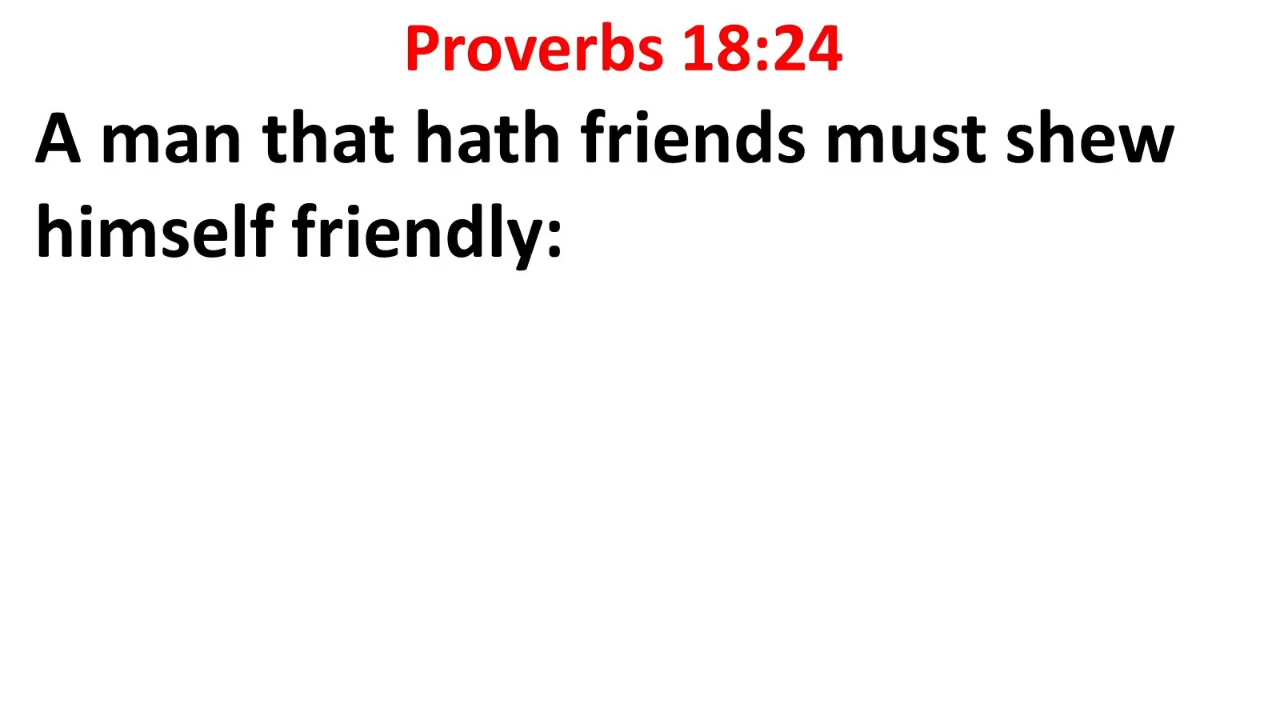 Proverbs 18:24
A man that hath friends must shew
himself friendly: